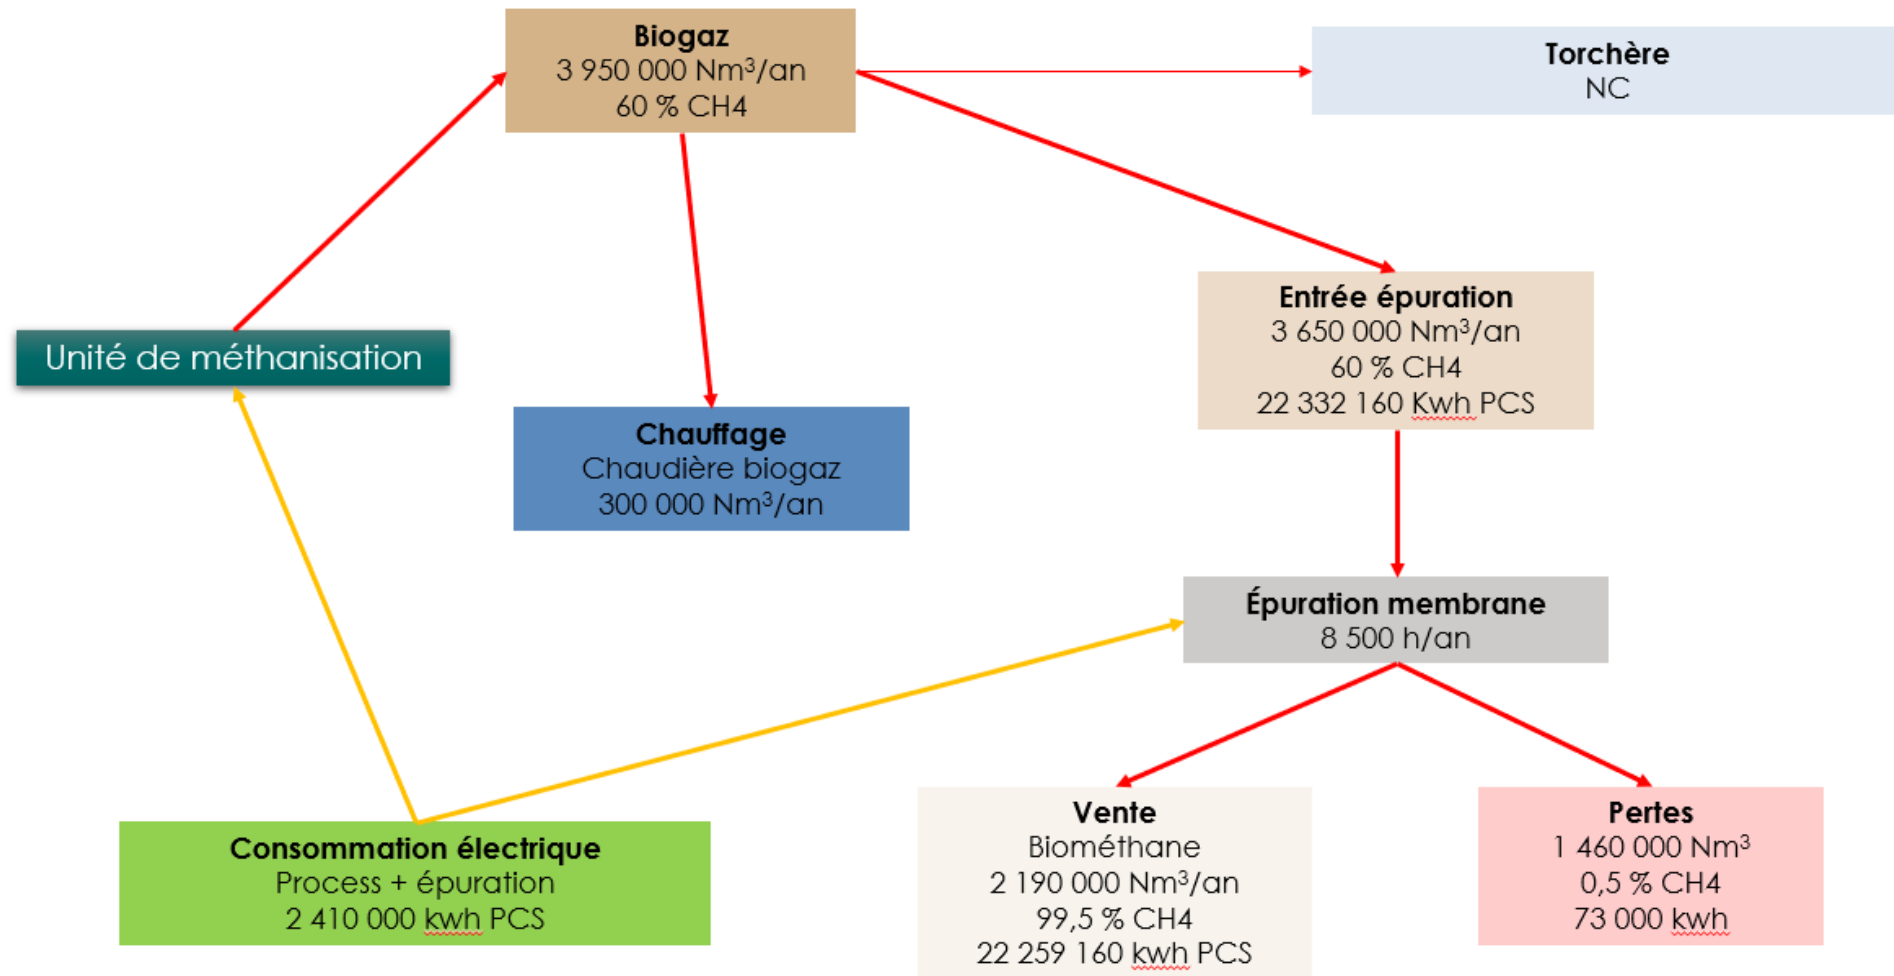 Biogaz
3 950 000 Nm³/an
60 % CH4
Torchère
NC
Entrée épuration
3 650 000 Nm³/an
60 % CH4
22 332 160 Kwh PCS
Unité de méthanisation
Chauffage
Chaudière biogaz
300 000 Nm³/an
Épuration membrane
8 500 h/an
Consommation électrique
Process + épuration
2 410 000 kwh PCS
Vente
Biométhane
2 190 000 Nm³/an
99,5 % CH4
22 259 160 kwh PCS
Pertes
1 460 000 Nm³
0,5 % CH4
73 000 kwh